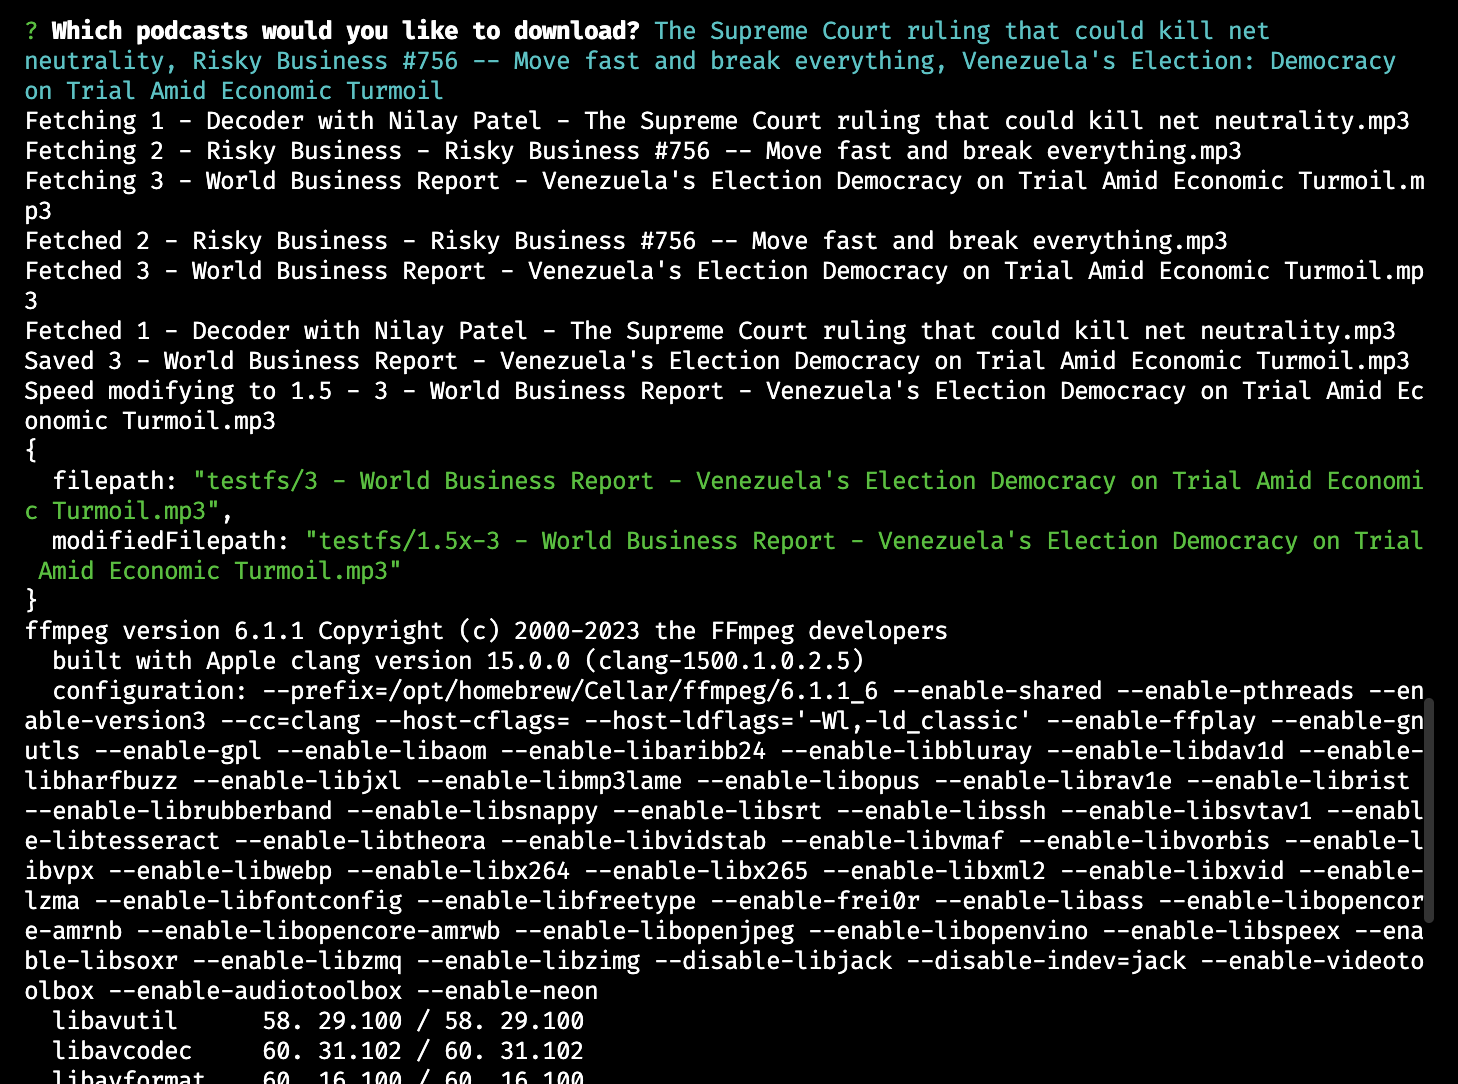 ? Which podcasts would you like to download? The Supreme Court ruling that could kill net
neutrality, Risky Business #756 -- Move fast and break everything, Venezuela's Election: Democracy
on Trial Amid Economic Turmoil
Fetching 1 - Decoder with Nilay Patel - The Supreme Court ruling that could kill net neutrality.mp3
Fetching 2 - Risky Business - Risky Business #756 -- Move fast and break everything.mp3
Fetching 3 - World Business Report - Venezuela's Election Democracy on Trial Amid Economic Turmoil.m
p3
Fetched 2 - Risky Business - Risky Business #756 -- Move fast and break everything.mp3
Fetched 3 - World Business Report - Venezuela's Election Democracy on Trial Amid Economic Turmoil.mp
3
Fetched 1 - Decoder with Nilay Patel - The Supreme Court ruling that could kill net neutrality.mp3
Saved 3 - World Business Report - Venezuela's Election Democracy on Trial Amid Economic Turmoil.mp3
Speed modifying to 1.5 - 3 - World Business Report - Venezuela's Election Democracy on Trial Amid Ec
onomic Turmoil.mp3
{
  filepath: "testfs/3 - World Business Report - Venezuela's Election Democracy on Trial Amid Economi
c Turmoil.mp3",
  modifiedFilepath: "testfs/1.5x-3 - World Business Report - Venezuela's Election Democracy on Trial
 Amid Economic Turmoil.mp3"
}
ffmpeg version 6.1.1 Copyright (c) 2000-2023 the FFmpeg developers
  built with Apple clang version 15.0.0 (clang-1500.1.0.2.5)
  configuration: --prefix=/opt/homebrew/Cellar/ffmpeg/6.1.1_6 --enable-shared --enable-pthreads --en
able-version3 --cc=clang --host-cflags= --host-ldflags='-Wl,-ld_classic' --enable-ffplay --enable-gn
utls --enable-gpl --enable-libaom --enable-libaribb24 --enable-libbluray --enable-libdav1d --enable-
libharfbuzz --enable-libjxl --enable-libmp3lame --enable-libopus --enable-librav1e --enable-librist
--enable-librubberband --enable-libsnappy --enable-libsrt --enable-libssh --enable-libsvtav1 --enabl
e-libtesseract --enable-libtheora --enable-libvidstab --enable-libvmaf --enable-libvorbis --enable-l
ibvpx --enable-libwebp --enable-libx264 --enable-libx265 --enable-libxml2 --enable-libxvid --enable-
lzma --enable-libfontconfig --enable-libfreetype --enable-frei0r --enable-libass --enable-libopencor
e-amrnb --enable-libopencore-amrwb --enable-libopenjpeg --enable-libopenvino --enable-libspeex --ena
ble-libsoxr --enable-libzmq --enable-libzimg --disable-libjack --disable-indev=jack --enable-videoto
olbox --enable-audiotoolbox --enable-neon
  libavutil      58. 29.100 / 58. 29.100
  libavcodec     60. 31.102 / 60. 31.102
  libavformat    60. 16.100 / 60. 16.100